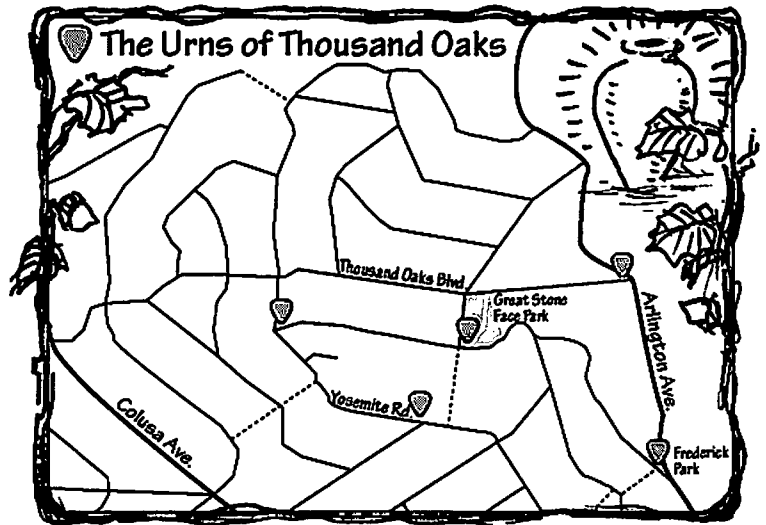 The Urns of Thousand Oaks
Thousand Oaks Blvd.
Great Stone
Face Park
Arlington Ave.
Yosemite Rd.
Colusa Ave.
Frederick
Park